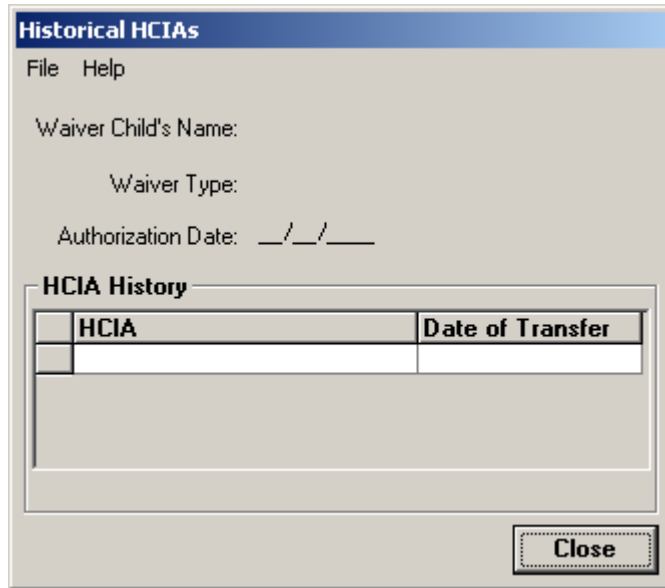 Historical HCIAs
File Help
Waiver Child's Name:
Waiver Type:
Authorization Date: __/__/____
HCIA History
HCIA Date of Transfer
Close